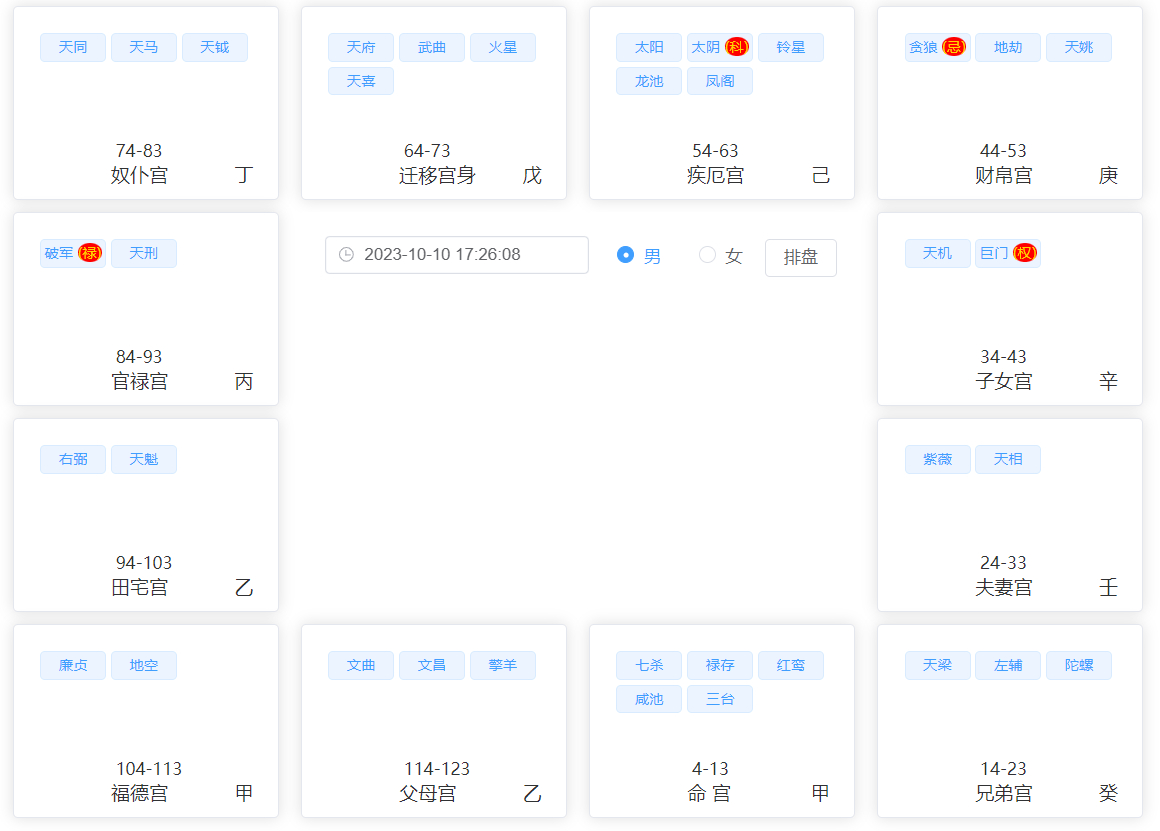 天同 天马 天钺
74-83
奴仆宫 丁
天府 武曲 火星
天喜
64-73
迁移宫身 戊
太阳 太阴 科 铃星
龙池 凤阁
54-63
疾厄宫 己
贪狼 忌 地劫 天姚
44-53
财帛宫 庚
破军 禄 天刑
84-93
官禄宫 丙
2023-10-10 17:26:08 男 女 排盘
天机 巨门 权
34-43
子女宫 辛
右弼 天魁
94-103
田宅宫 乙
紫薇 天相
24-33
夫妻宫 壬
廉贞 地空
104-113
福德宫 甲
文曲 文昌 擎羊
114-123
父母宫 乙
七杀 禄存 红鸾
咸池 三台
4-13
命 宫 甲
天梁 左辅 陀螺
14-23
兄弟宫 癸